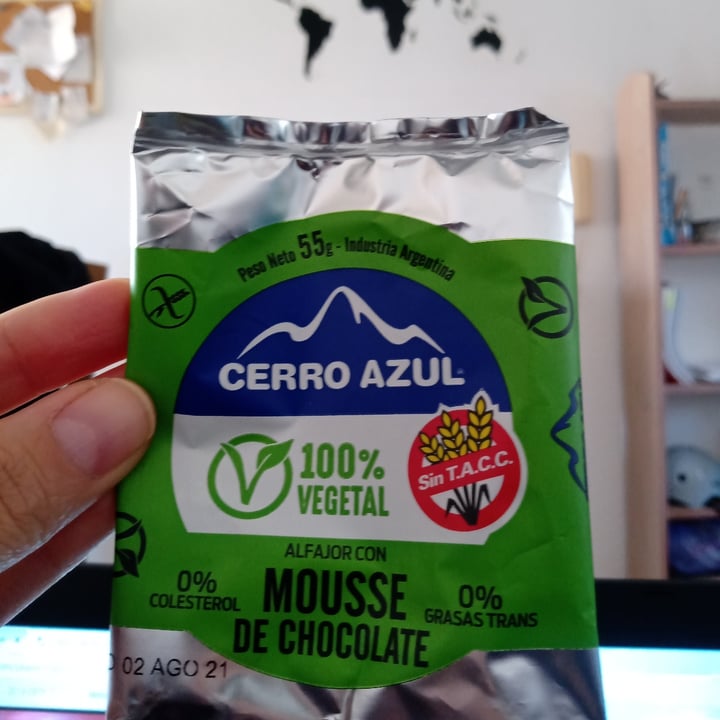 Peso Neto 55g - Industria Argentina
CERRO AZUL
100%
VEGETAL
Sin T.A.C.C.
ALFAJOR CON
MOUSSE
DE CHOCOLATE
0%
COLESTEROL
0%
GRASAS TRANS
02 AGO 21